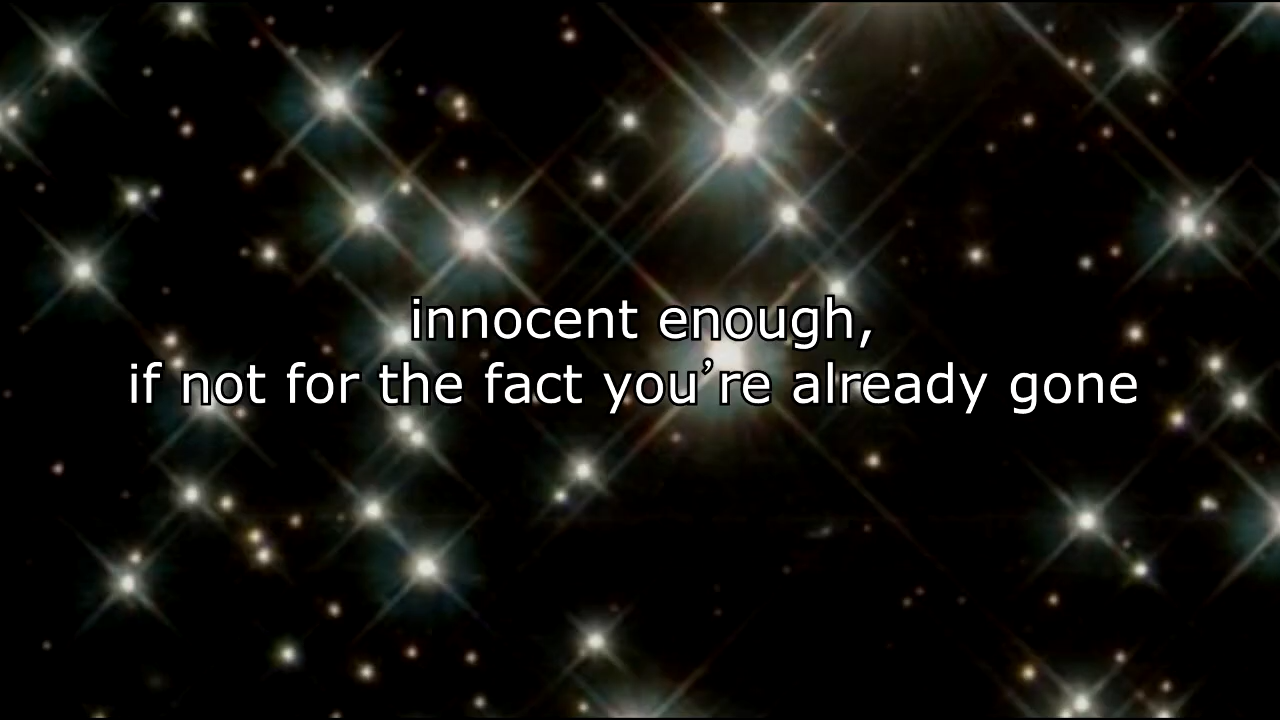 innocent enough,
if not for the fact you’re already gone